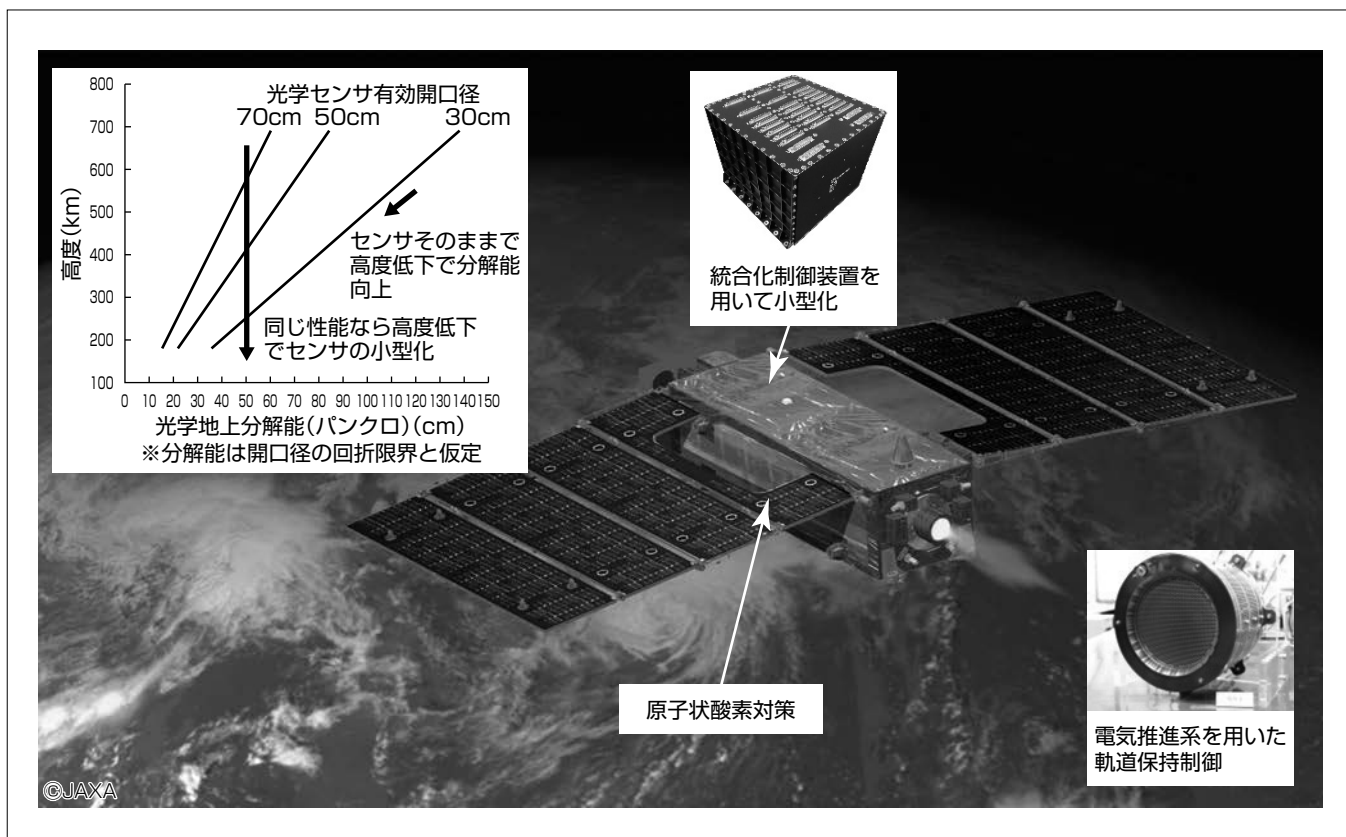 光学センサ有効開口径
70cm 50cm 30cm
800
700
600
500
400
300
200
100
高度(km)
0 10 20 30 40 50 60 70 80 90 100 110 120 130 140 150
センサそのままで
高度低下で分解能
向上
同じ性能なら高度低下
でセンサの小型化
光学地上分解能(パンクロ)(cm)
※分解能は開口径の回折限界と仮定
統合化制御装置を
用いて小型化
原子状酸素対策
電気推進系を用いた
軌道保持制御
©JAXA